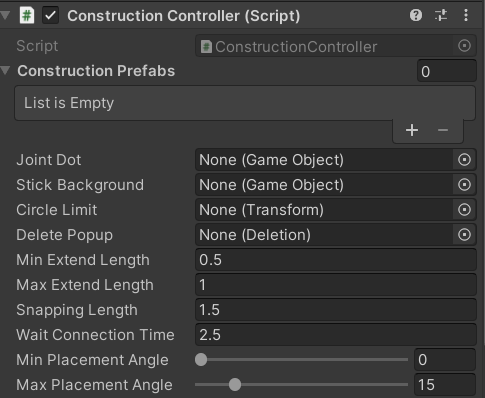 Construction Controller (Script)
Script ConstructionController
Construction Prefabs 0
List is Empty
+ −
Joint Dot None (Game Object)
Stick Background None (Game Object)
Circle Limit None (Transform)
Delete Popup None (Deletion)
Min Extend Length 0.5
Max Extend Length 1
Snapping Length 1.5
Wait Connection Time 2.5
Min Placement Angle 0
Max Placement Angle 15